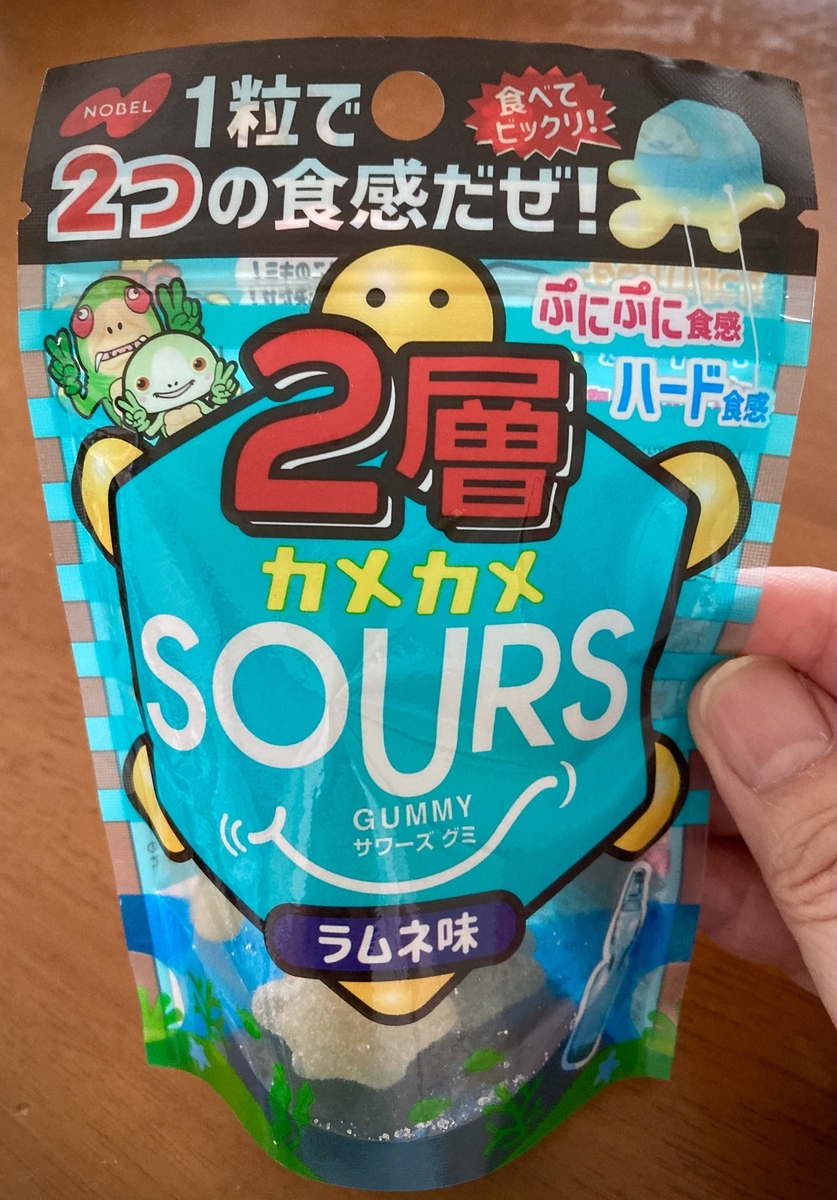 NOBEL
1粒で
食べて
ビックリ!
2つの食感だぜ!
ぷにぷに食感
ハード食感
2層
カメカメ
SOURS
GUMMY
サワーズ グミ
ラムネ味